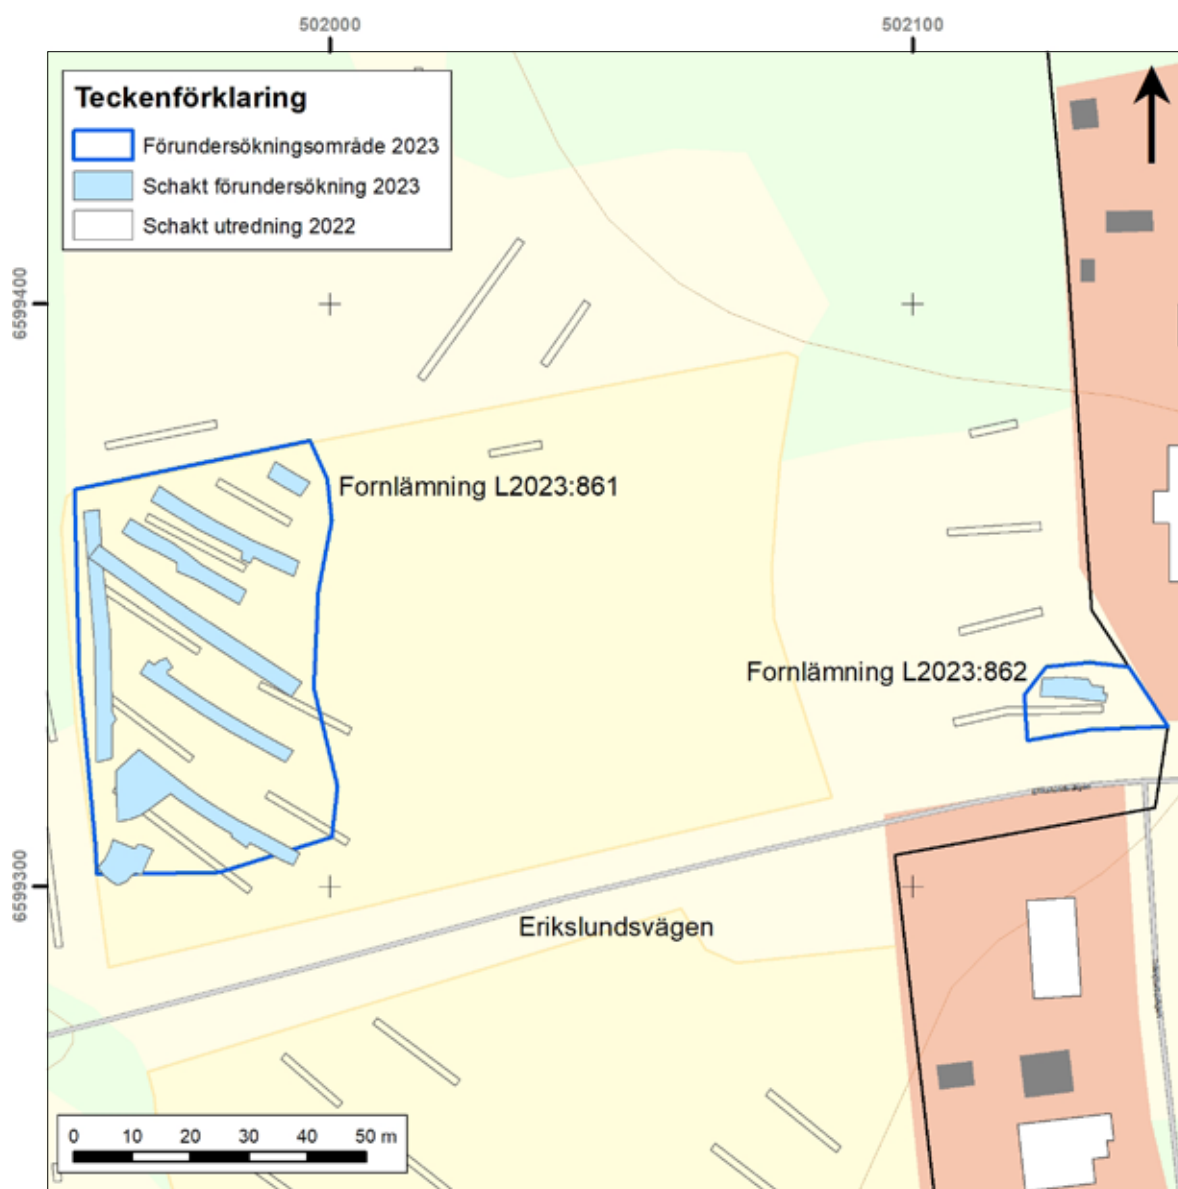 502000
502100
Teckenförklaring
Förundersökningsområde 2023
Schakt förundersökning 2023
Schakt utredning 2022
6599400
Fornlämning L2023:861
Fornlämning L2023:862
6599300
Erikslundsvägen
0 10 20 30 40 50 m